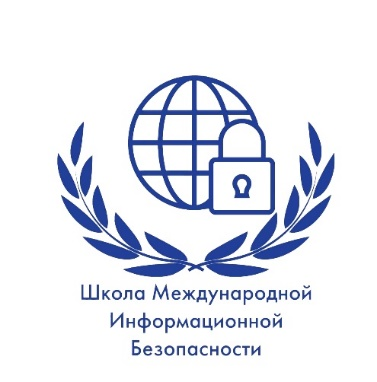 Школа Международной
Информационной
Безопасности